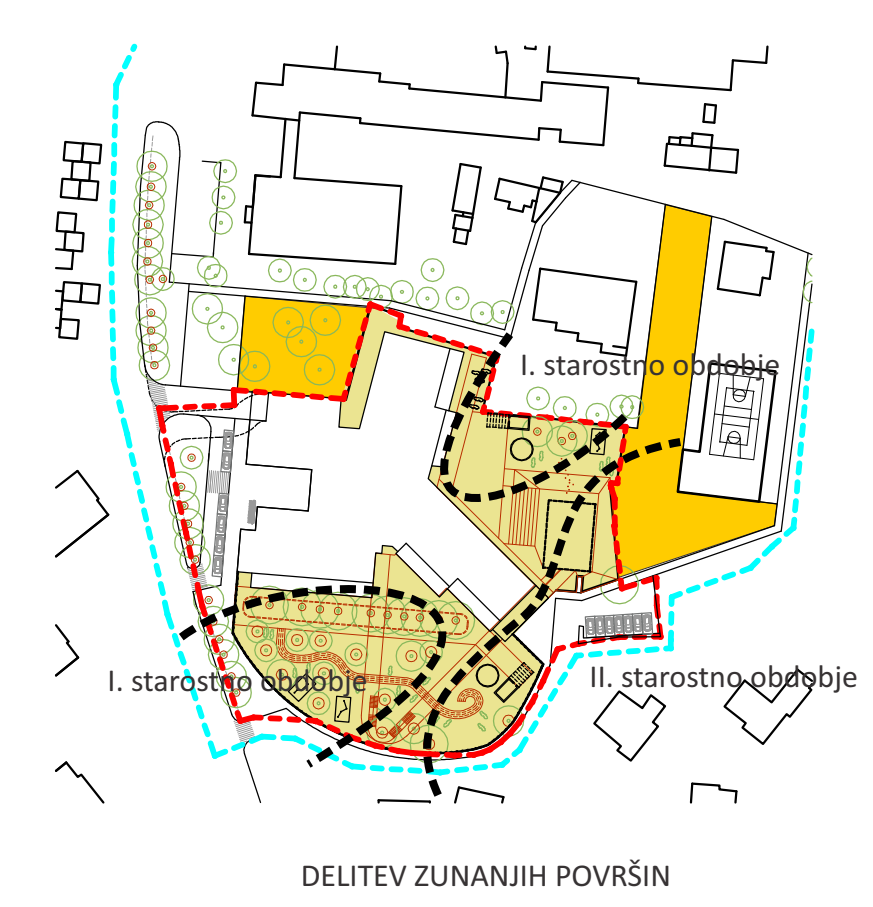 I. starostno obdobje
I. starostno obdobje
II. starostno obdobje
DELITEV ZUNANJIH POVRŠIN